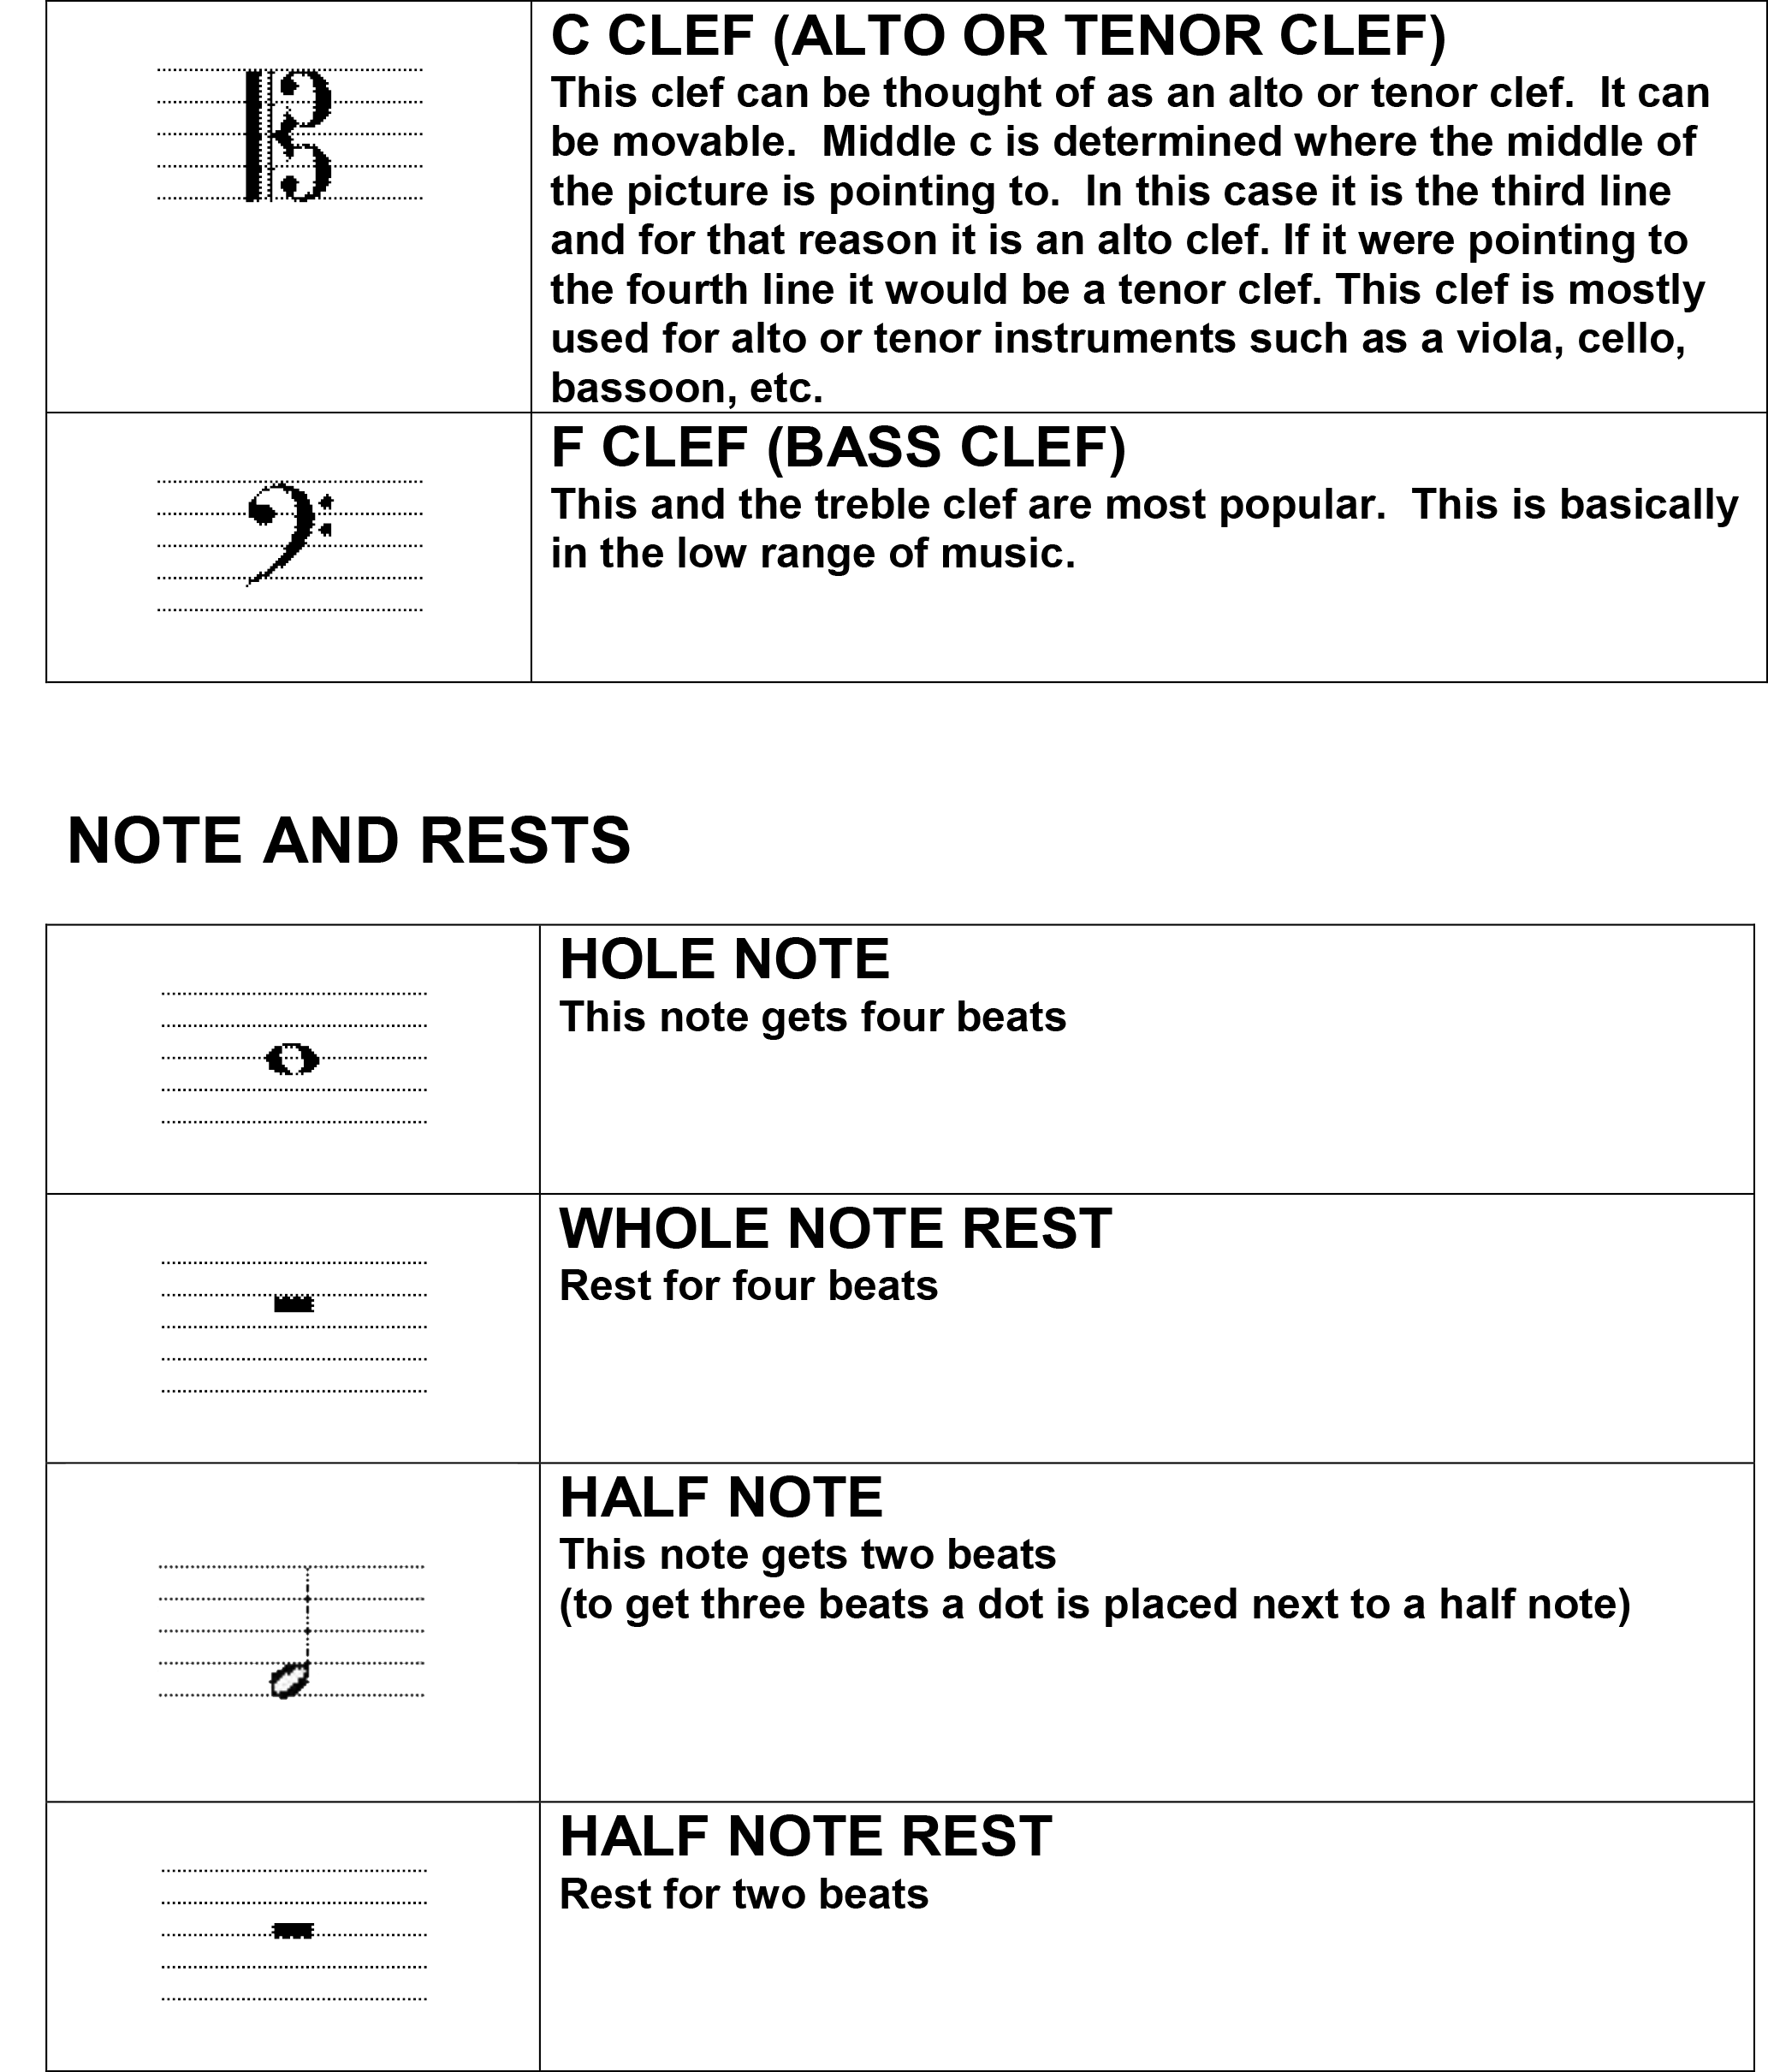 C CLEF (ALTO OR TENOR CLEF)
This clef can be thought of as an alto or tenor clef.  It can
be movable.  Middle c is determined where the middle of
the picture is pointing to.  In this case it is the third line
and for that reason it is an alto clef. If it were pointing to
the fourth line it would be a tenor clef. This clef is mostly
used for alto or tenor instruments such as a viola, cello,
bassoon, etc.
F CLEF (BASS CLEF)
This and the treble clef are most popular.  This is basically
in the low range of music.
NOTE AND RESTS
HOLE NOTE
This note gets four beats
WHOLE NOTE REST
Rest for four beats
HALF NOTE
This note gets two beats
(to get three beats a dot is placed next to a half note)
HALF NOTE REST
Rest for two beats